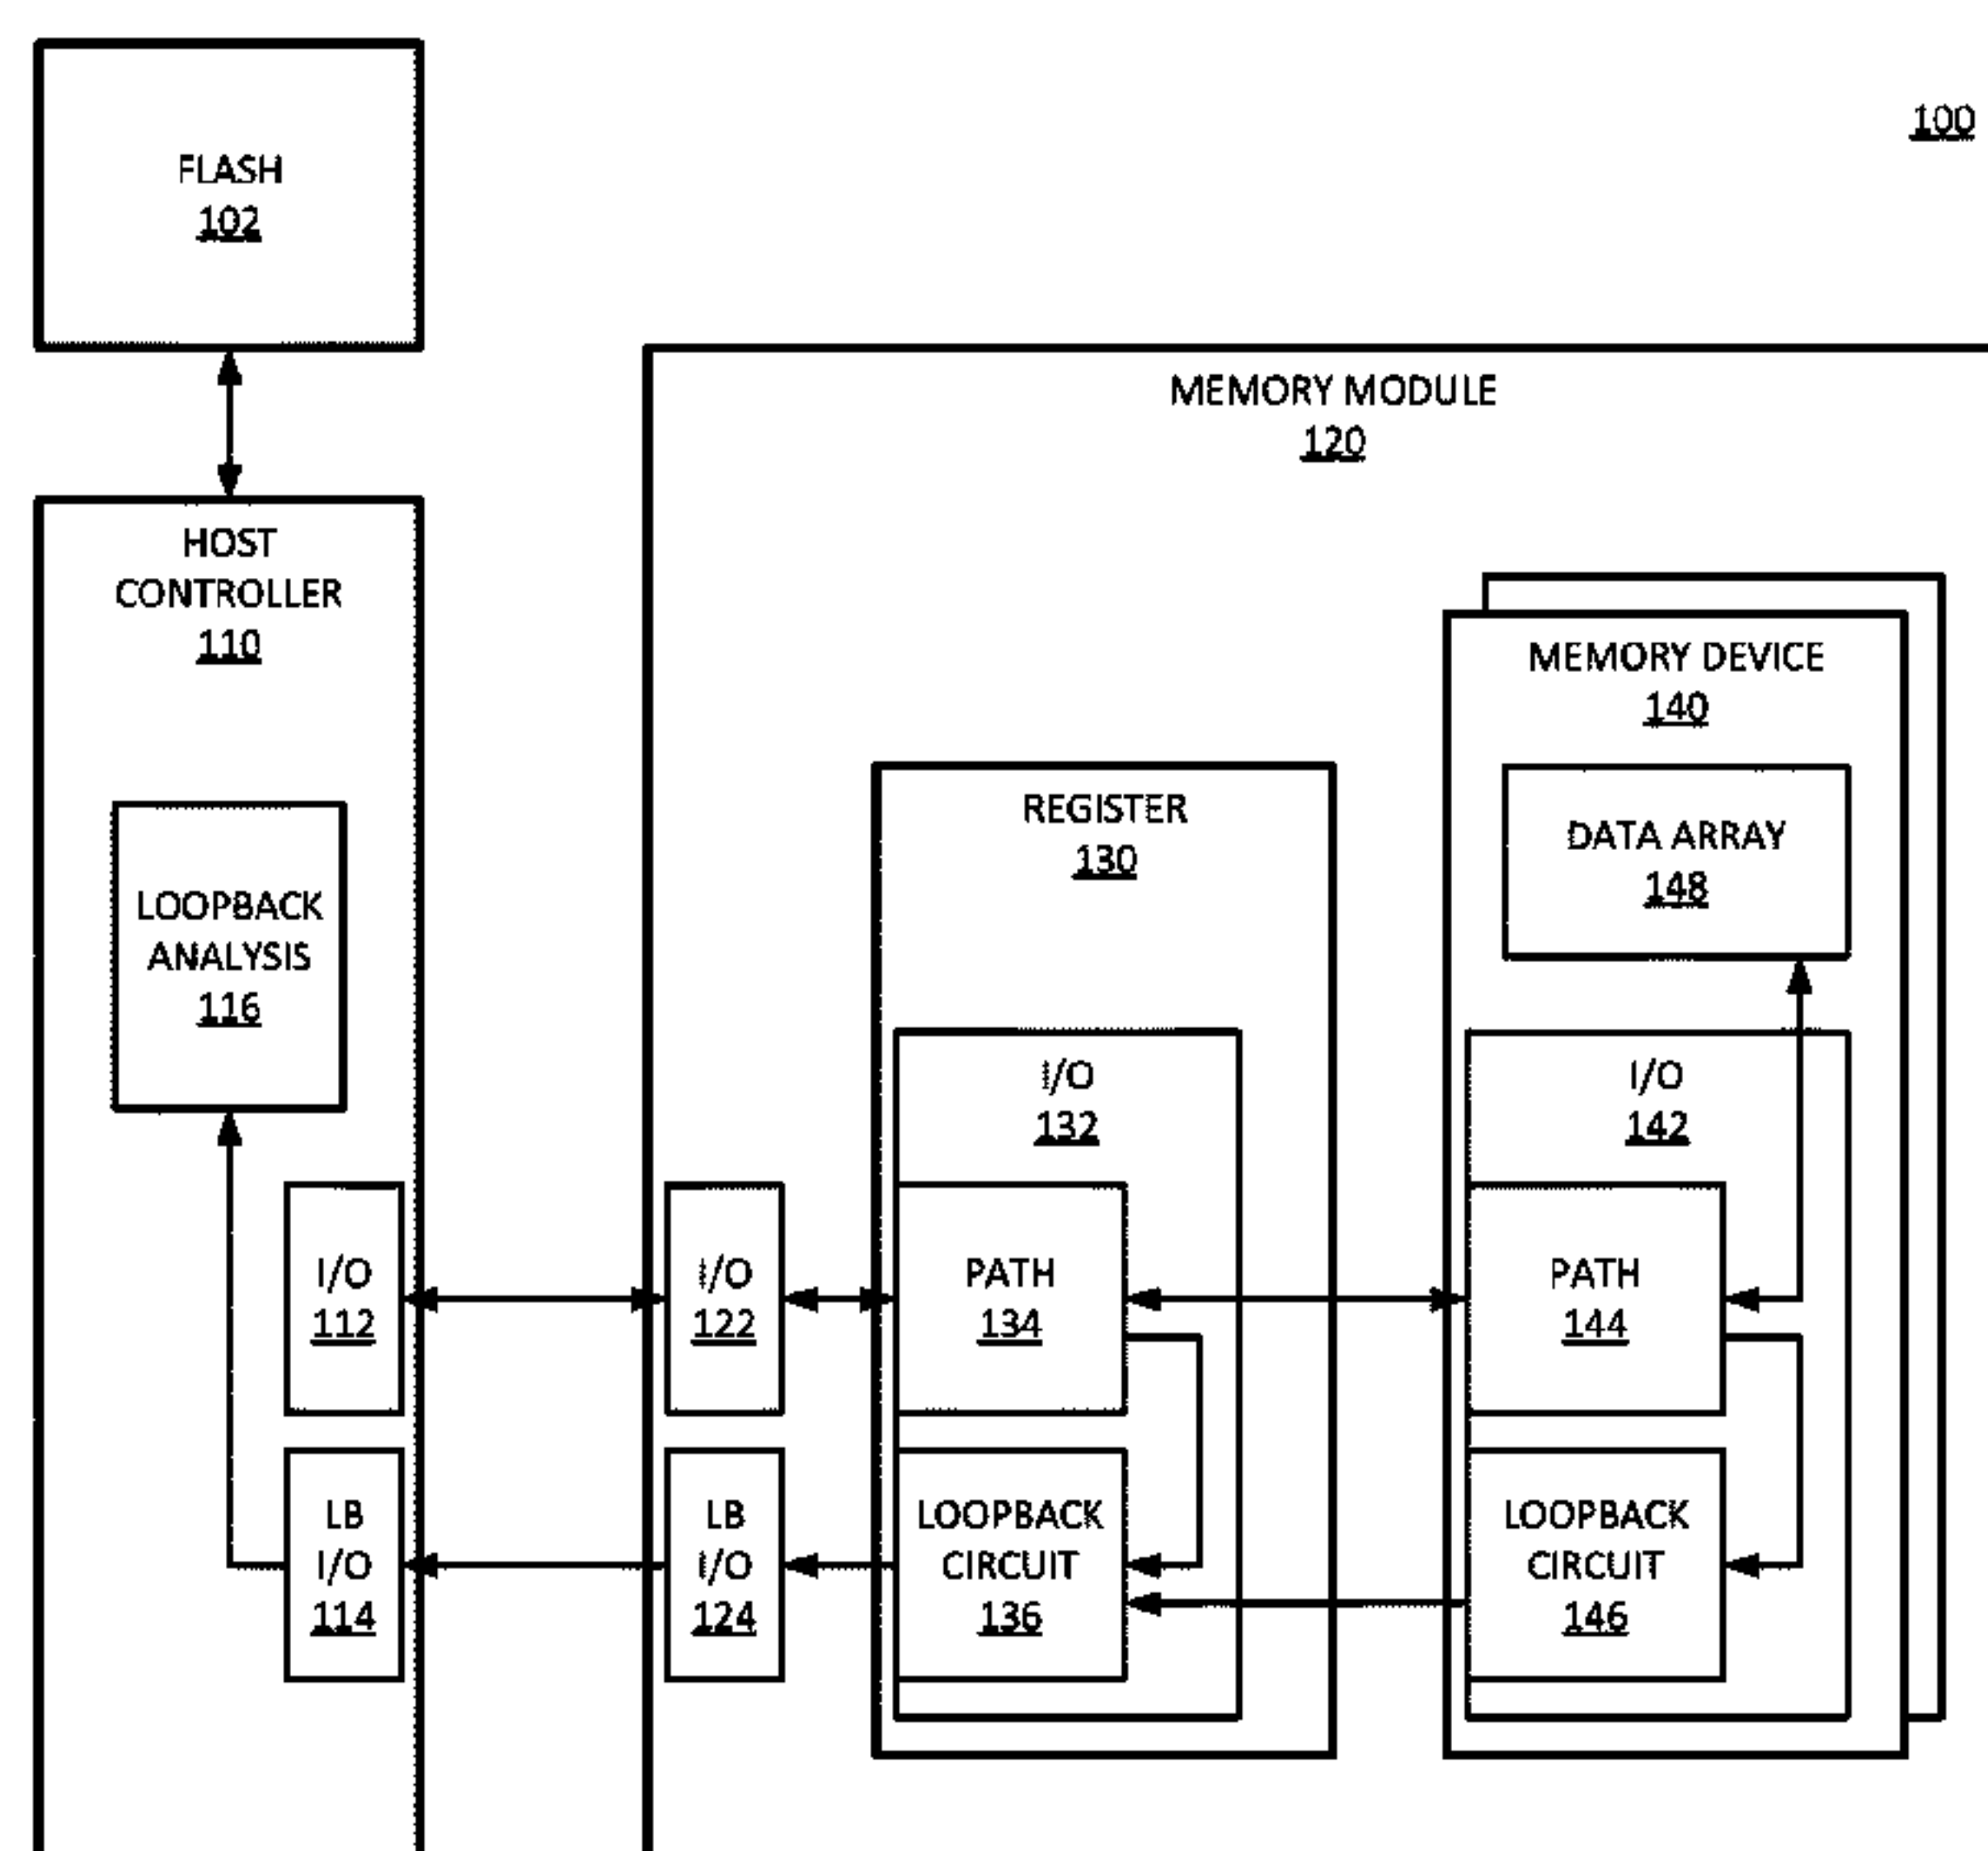 100
FLASH
102
MEMORY MODULE
120
HOST
CONTROLLER
110
MEMORY DEVICE
140
REGISTER
130
DATA ARRAY
148
LOOPBACK
ANALYSIS
116
I/O
132
I/O
142
I/O
112
I/O
122
PATH
134
PATH
144
LB
I/O
114
LB
I/O
124
LOOPBACK
CIRCUIT
136
LOOPBACK
CIRCUIT
146